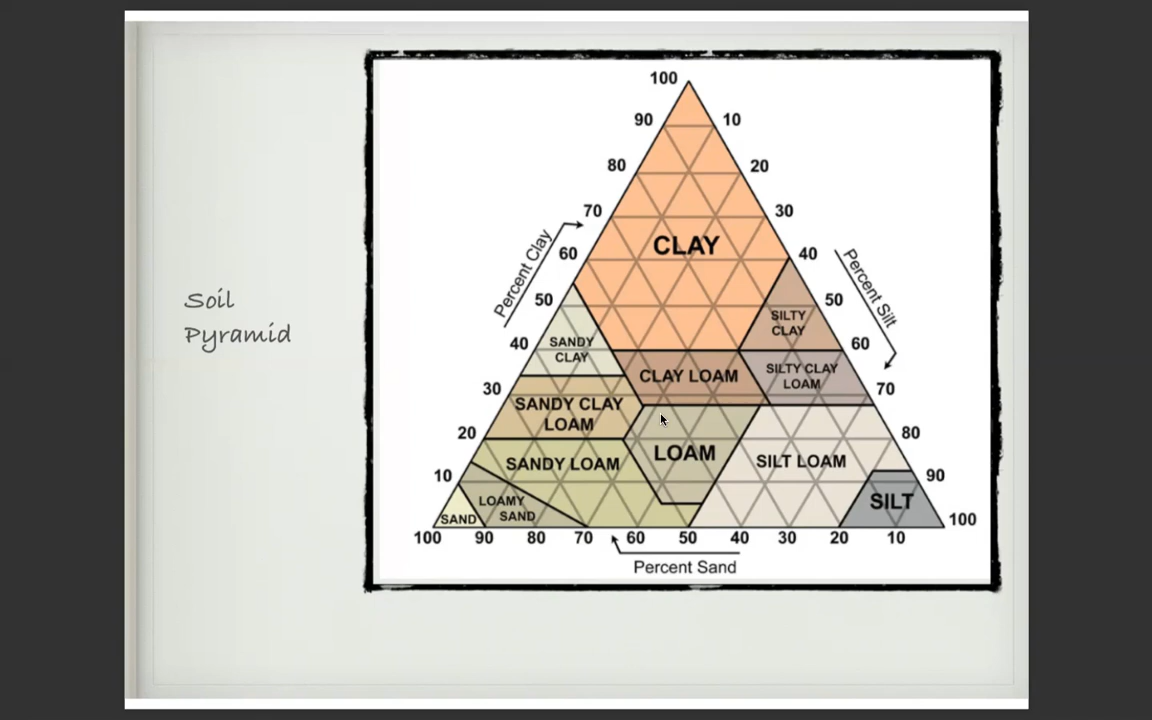 Soil
Pyramid
100
90
10
80
20
70
30
CLAY
60
40
Percent Clay
Percent Silt
50
50
SILTY
CLAY
40
SANDY
CLAY
60
CLAY LOAM
SILTY CLAY
LOAM
30
70
SANDY CLAY
LOAM
20
80
LOAM
SANDY LOAM
SILT LOAM
10
90
LOAMY
SAND
SILT
SAND
100
100
90
80
70
60
50
40
30
20
10
Percent Sand